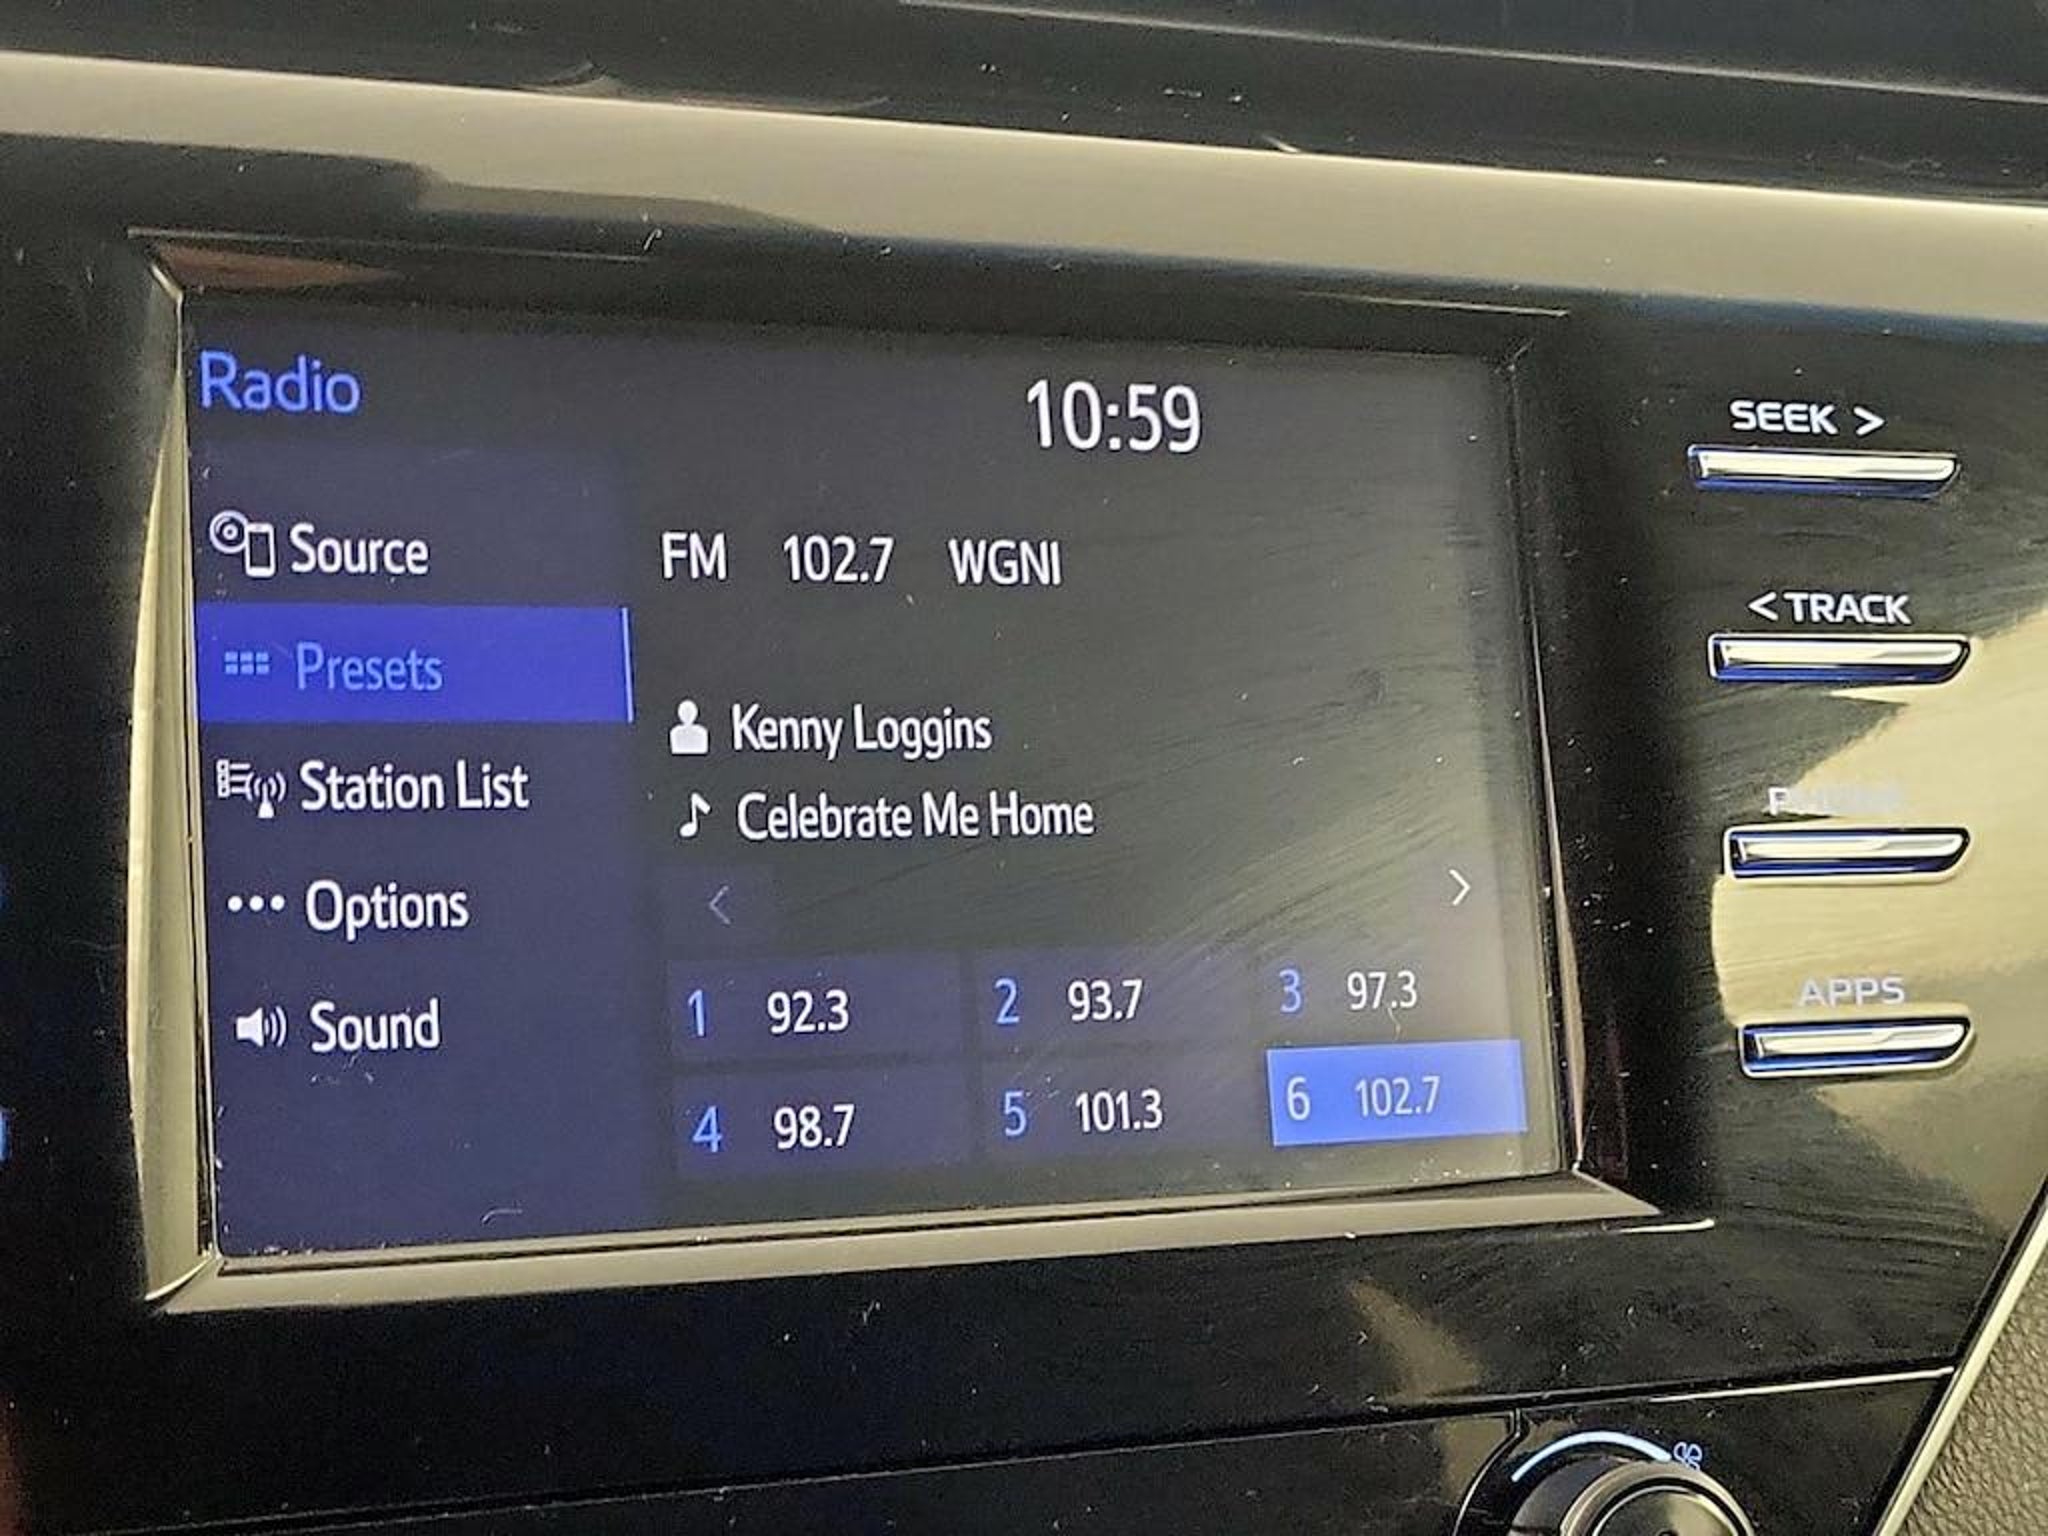 Radio
10:59
Source
Presets
Station List
Options
Sound
FM 102.7 WGNI
Kenny Loggins
Celebrate Me Home
< >
1 92.3 2 93.7 3 97.3
4 98.7 5 101.3 6 102.7
SEEK >
< TRACK
PHONE
APPS